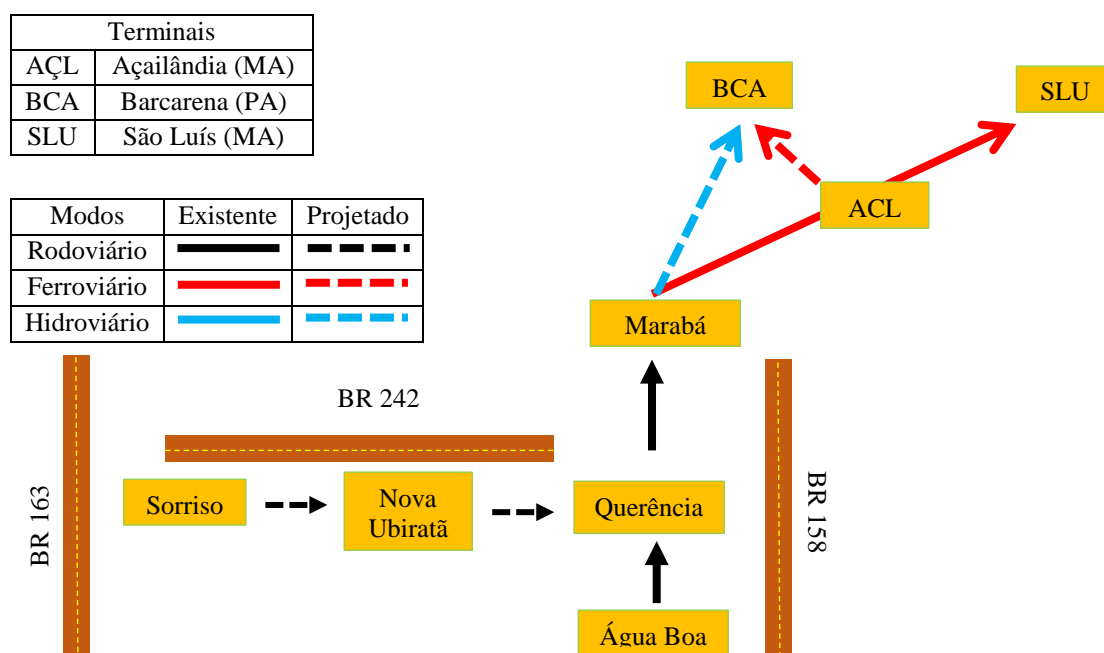 Terminais
AÇL Açailândia (MA)
BCA Barcarena (PA)
SLU São Luís (MA)
Modos Existente Projetado
Rodoviário
Ferroviário
Hidroviário
BCA
SLU
ACL
Marabá
BR 242
BR 163
BR 158
Sorriso
Nova
Ubiratã
Querência
Água Boa